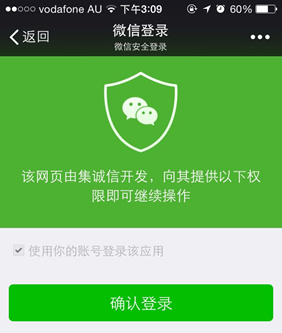 vodafone AU 下午3:09 60%
返回 微信登录
微信安全登录
该网页由集诚信开发，向其提供以下权
限即可继续操作
使用你的账号登录该应用
确认登录